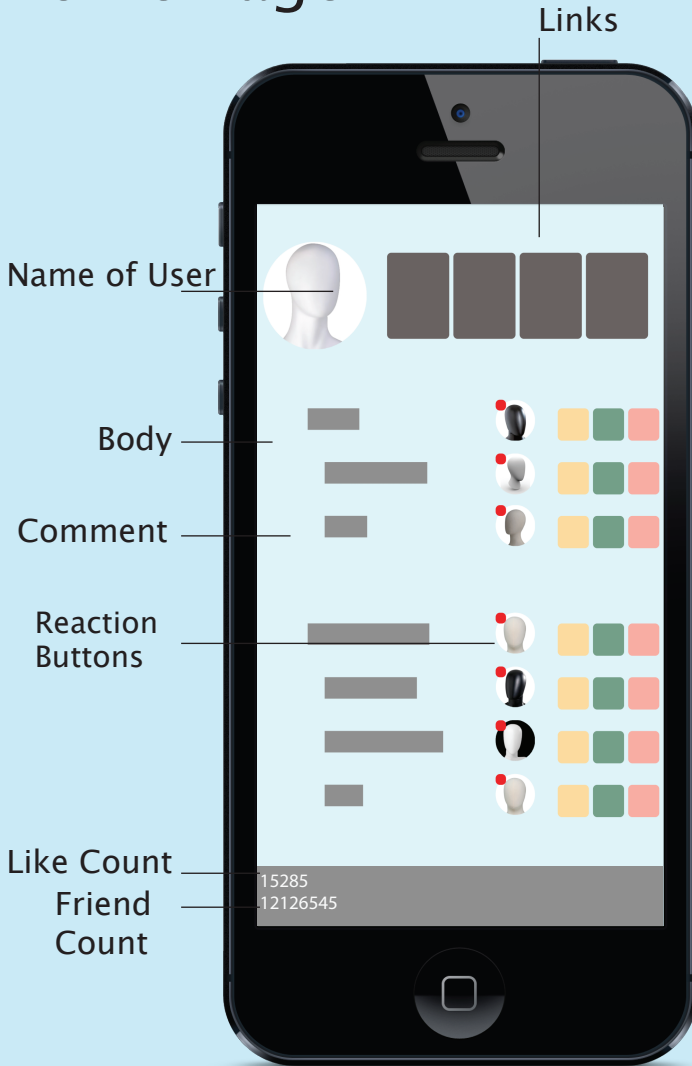 Links
Name of User
Body
Comment
Reaction
Buttons
Like Count
15285
Friend
12126545
Count